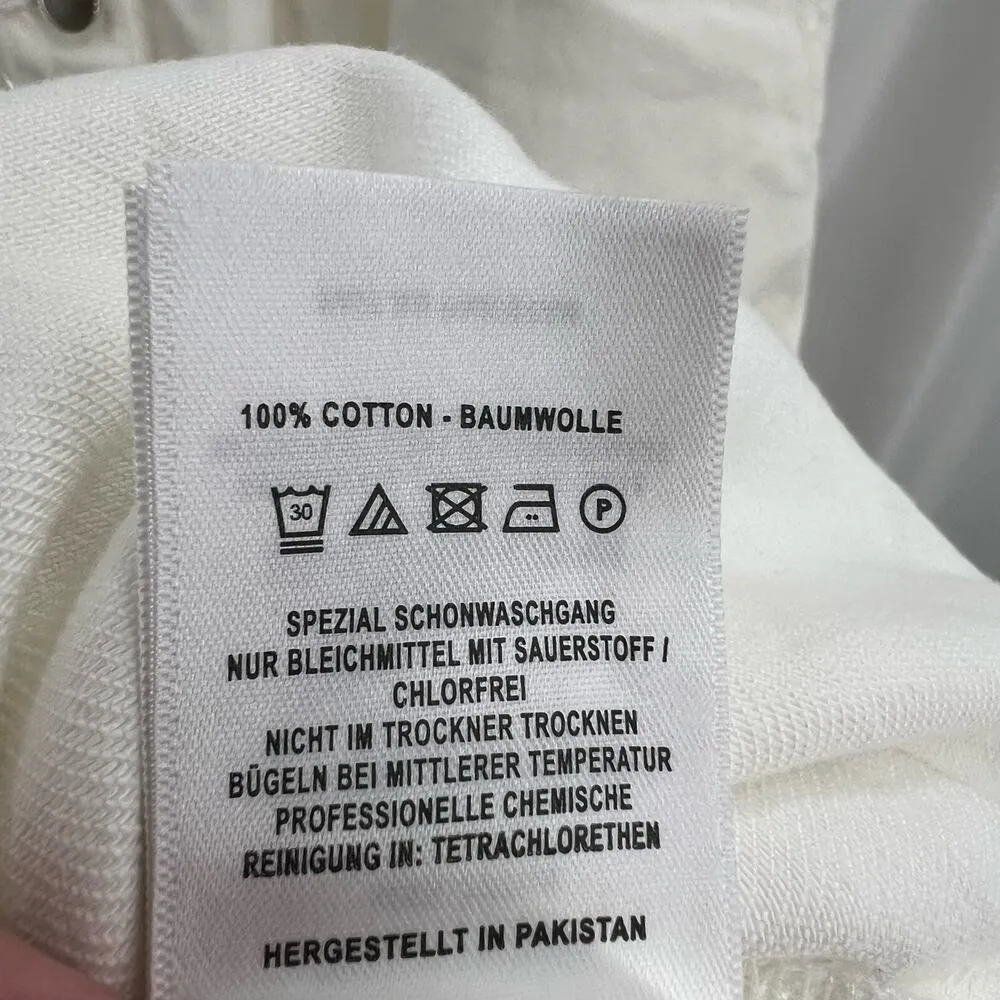 100% COTTON - BAUMWOLLE
30
P
SPEZIAL SCHONWASCHGANG
NUR BLEICHMITTEL MIT SAUERSTOFF /
CHLORFREI
NICHT IM TROCKNER TROCKNEN
BÜGELN BEI MITTLERER TEMPERATUR
PROFESSIONELLE CHEMISCHE
REINIGUNG IN: TETRACHLORETHEN
HERGESTELLT IN PAKISTAN